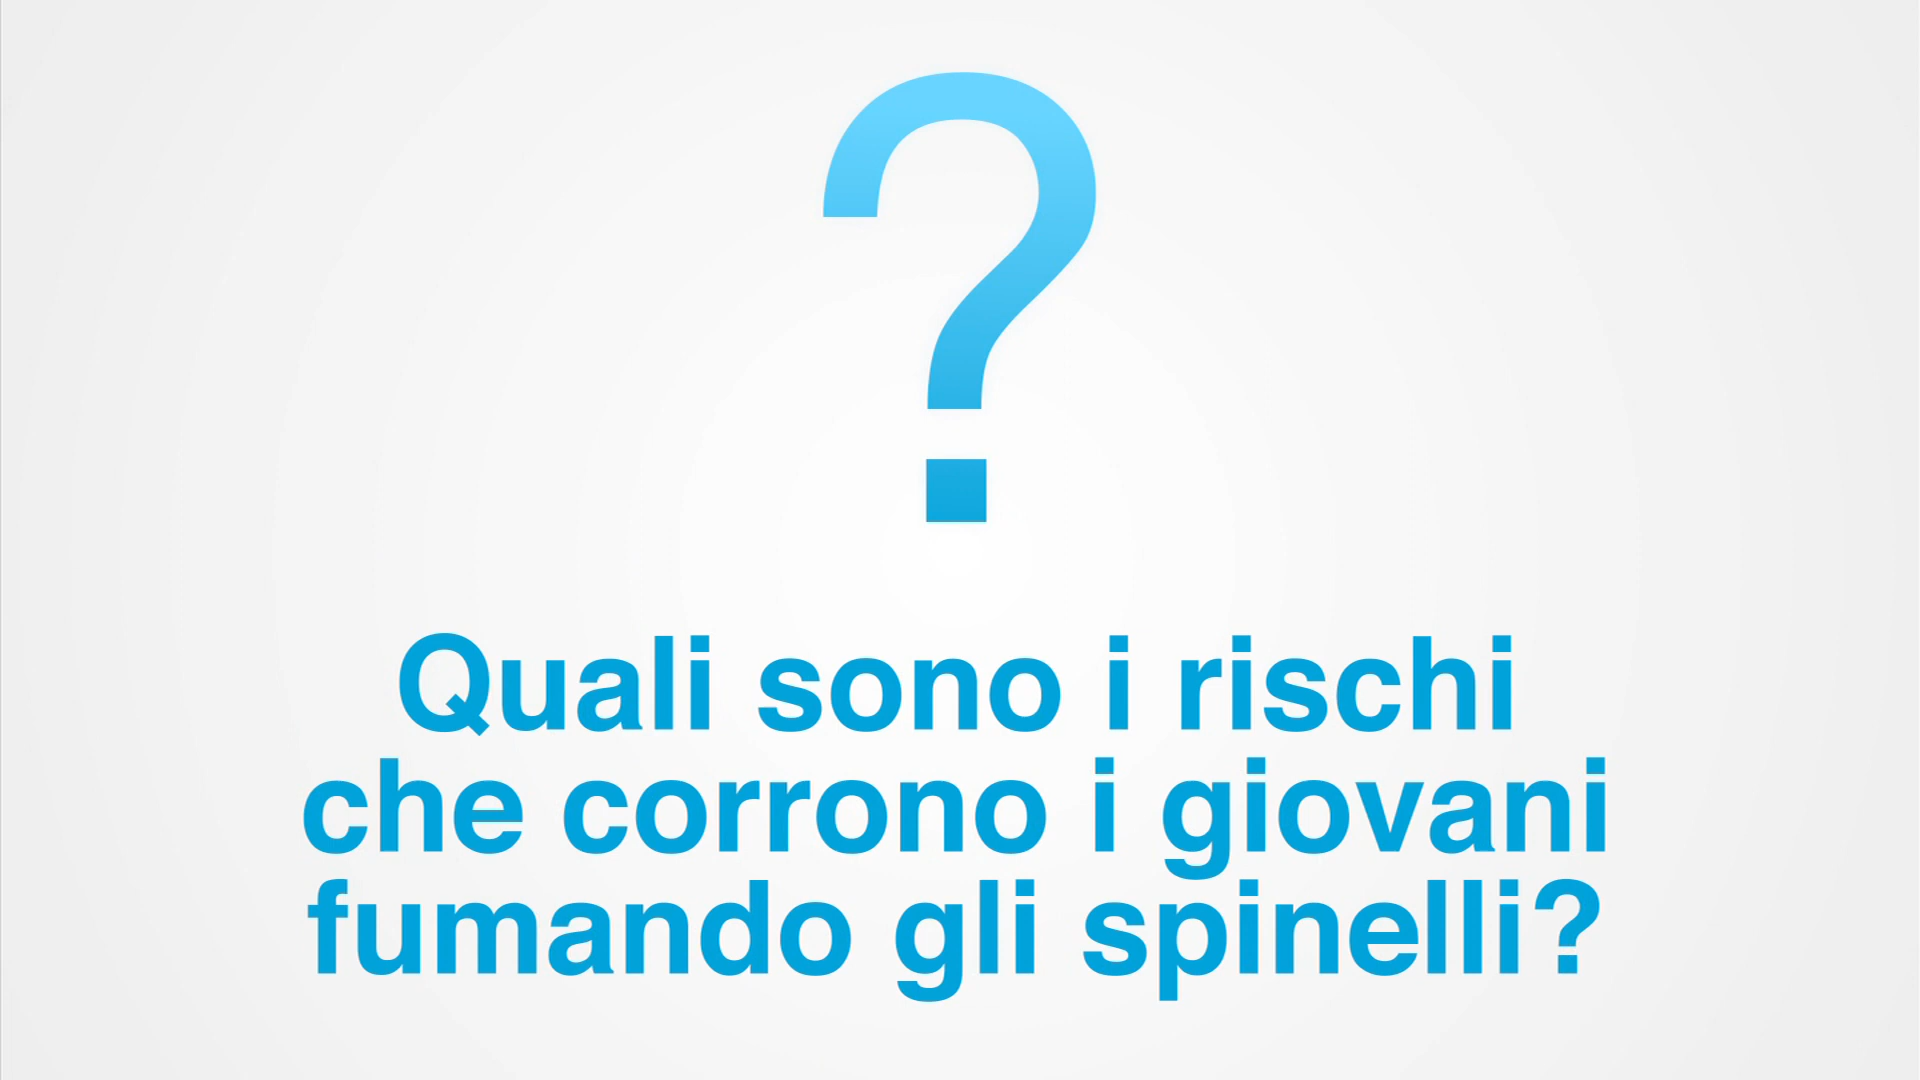 ?
Quali sono i rischi
che corrono i giovani
fumando gli spinelli?